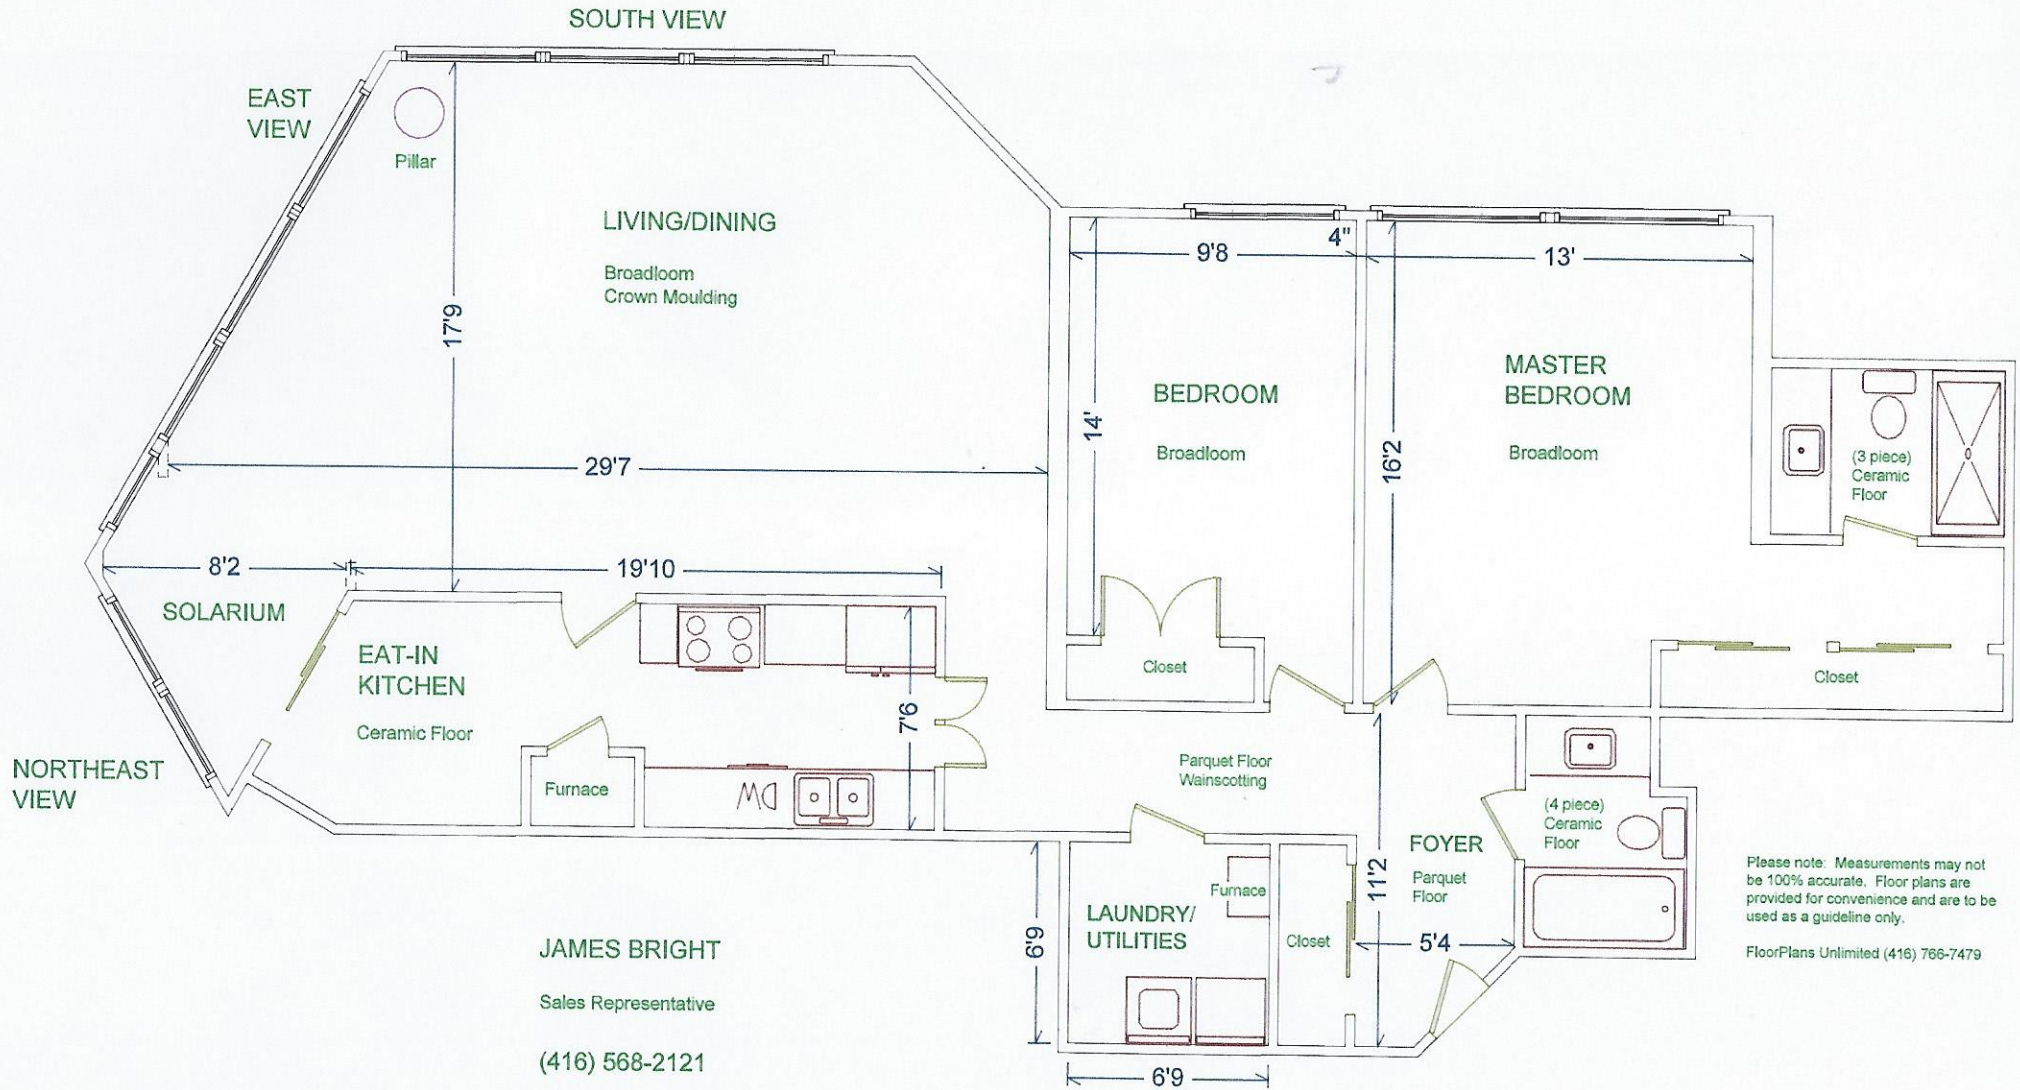 SOUTH VIEW
EAST
VIEW
Pillar
LIVING/DINING
Broadloom
Crown Moulding
17'9
29'7
4"
9'8
13'
14'
BEDROOM
Broadloom
16'2
MASTER
BEDROOM
Broadloom
(3 piece)
Ceramic
Floor
8'2
19'10
SOLARIUM
EAT-IN
KITCHEN
Ceramic Floor
7'6
Closet
Closet
NORTHEAST
VIEW
Furnace
DW
Parquet Floor
Wainscotting
(4 piece)
Ceramic
Floor
FOYER
Parquet
Floor
11'2
5'4
Furnace
LAUNDRY/
UTILITIES
Closet
6'9
6'9
JAMES BRIGHT
Sales Representative
(416) 568-2121
Please note: Measurements may not
be 100% accurate. Floor plans are
provided for convenience and are to be
used as a guideline only.
FloorPlans Unlimited (416) 766-7479